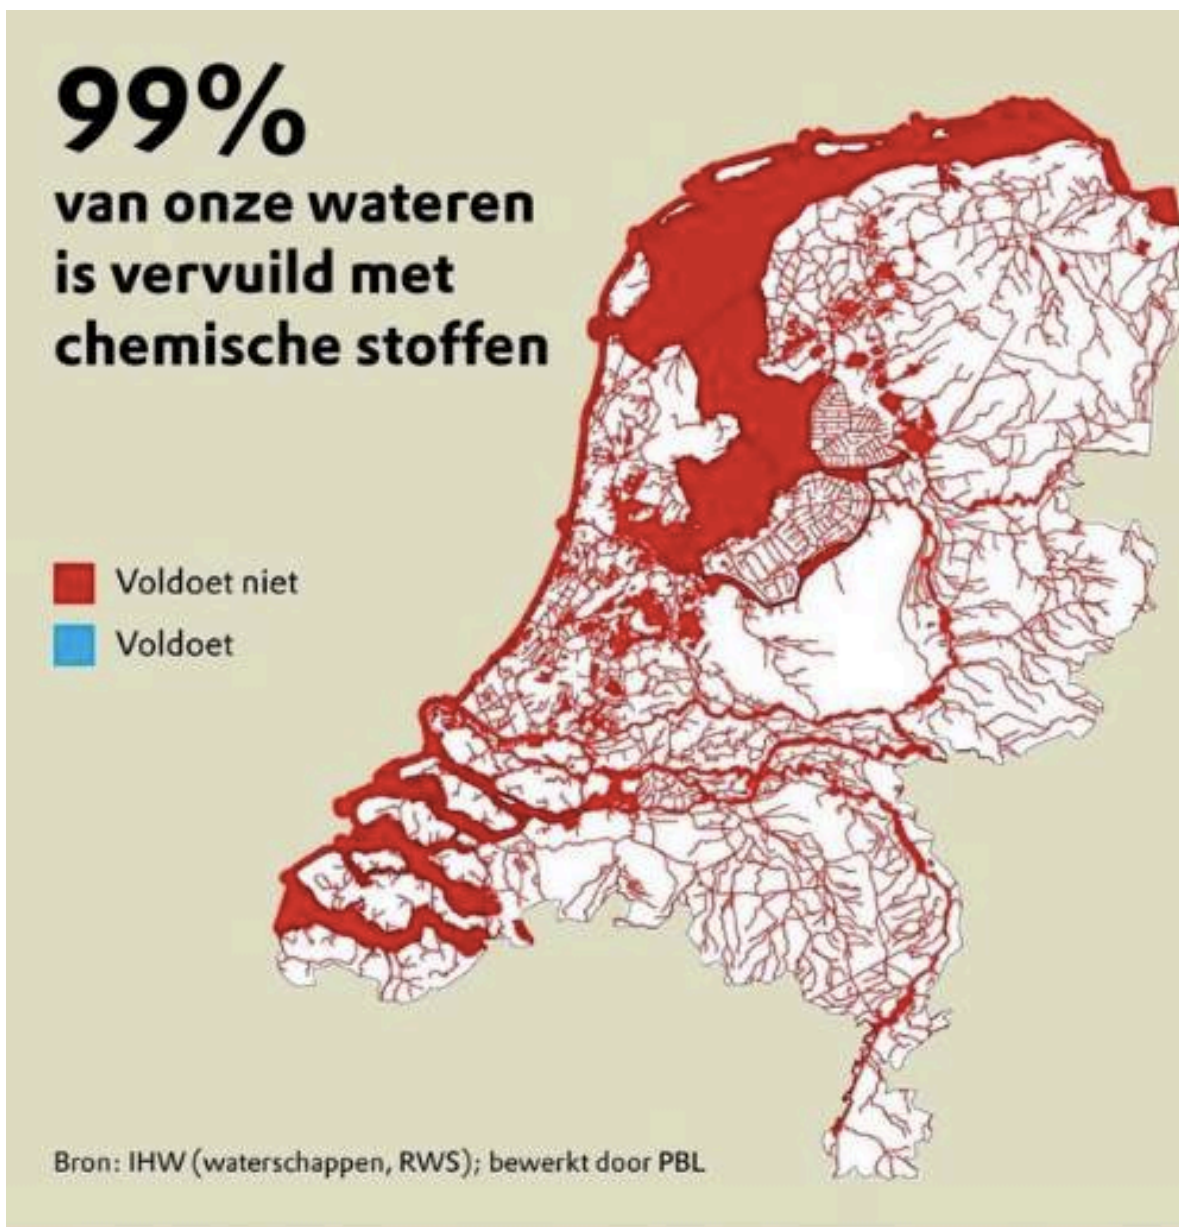 99%
van onze wateren
is vervuild met
chemische stoffen
Voldoet niet
Voldoet
Bron: IHW (waterschappen, RWS); bewerkt door PBL